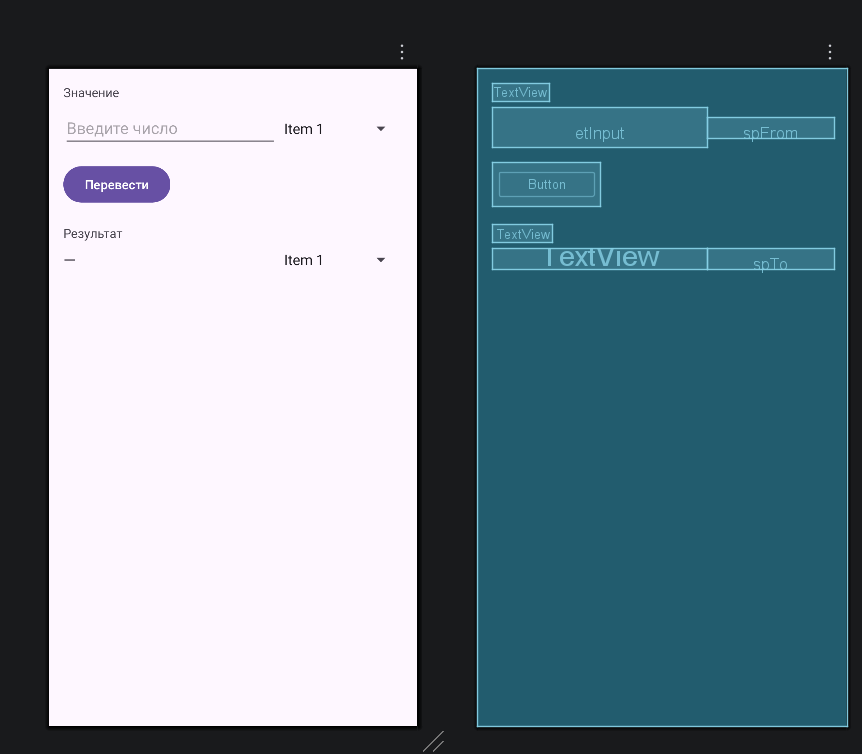 Значение
Введите число
Item 1
Перевести
Результат
—
Item 1
TextView
etInput
spFrom
Button
TextView
TextView
spTo